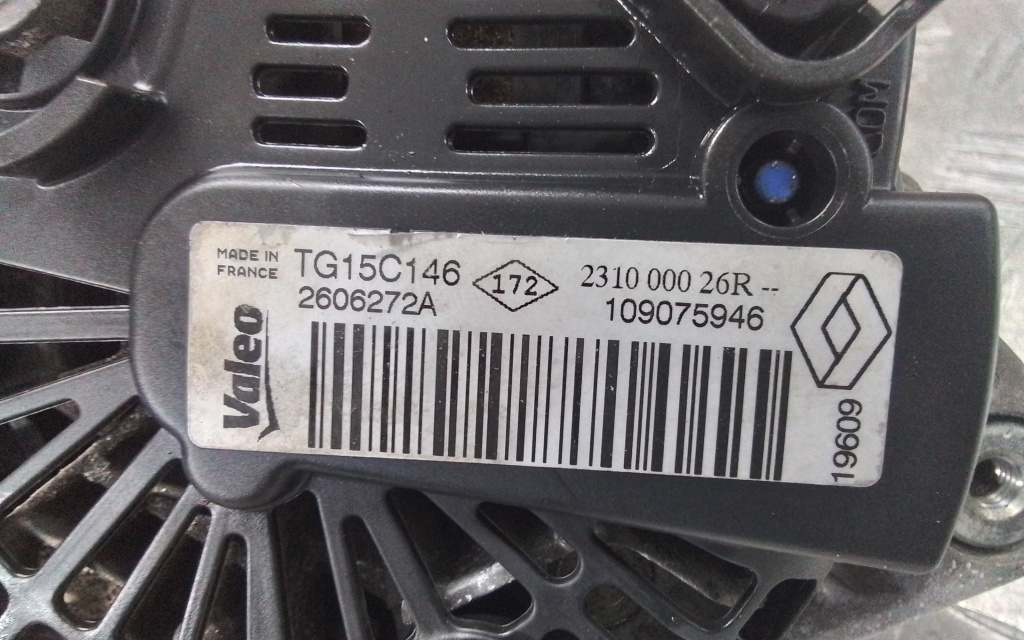 MADE IN
FRANCE
TG15C146
2606272A
172
2310 000 26R --
109075946
Valeo
19609